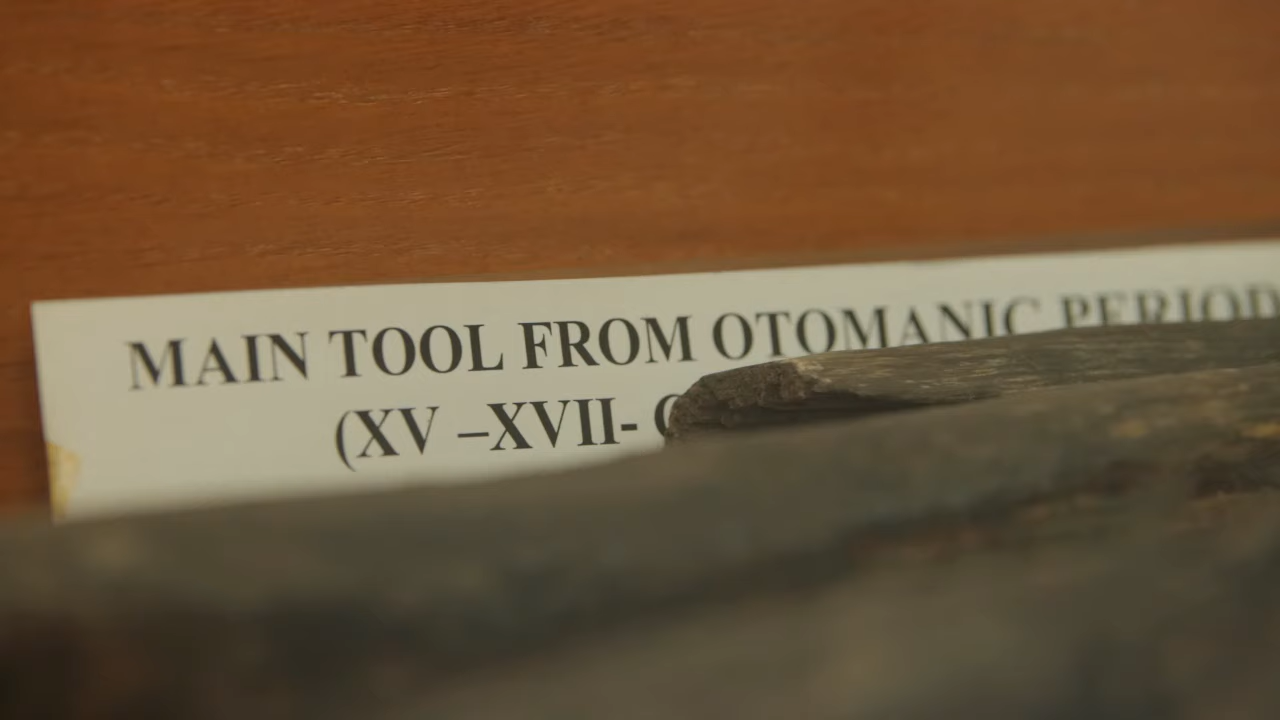 MAIN TOOL FROM OTOMANIC PERIOD
(XV –XVII-